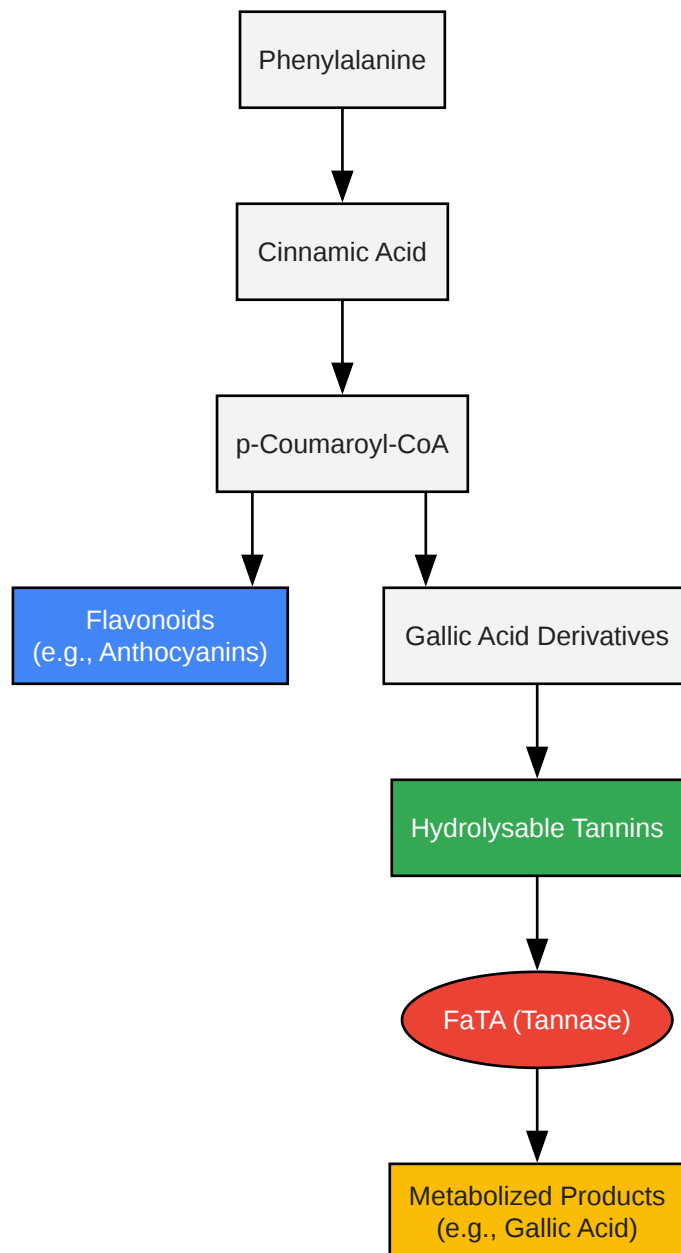 Phenylalanine
Cinnamic Acid
p-Coumaroyl-CoA
Flavonoids
(e.g., Anthocyanins)
Gallic Acid Derivatives
Hydrolysable Tannins
FaTA (Tannase)
Metabolized Products
(e.g., Gallic Acid)